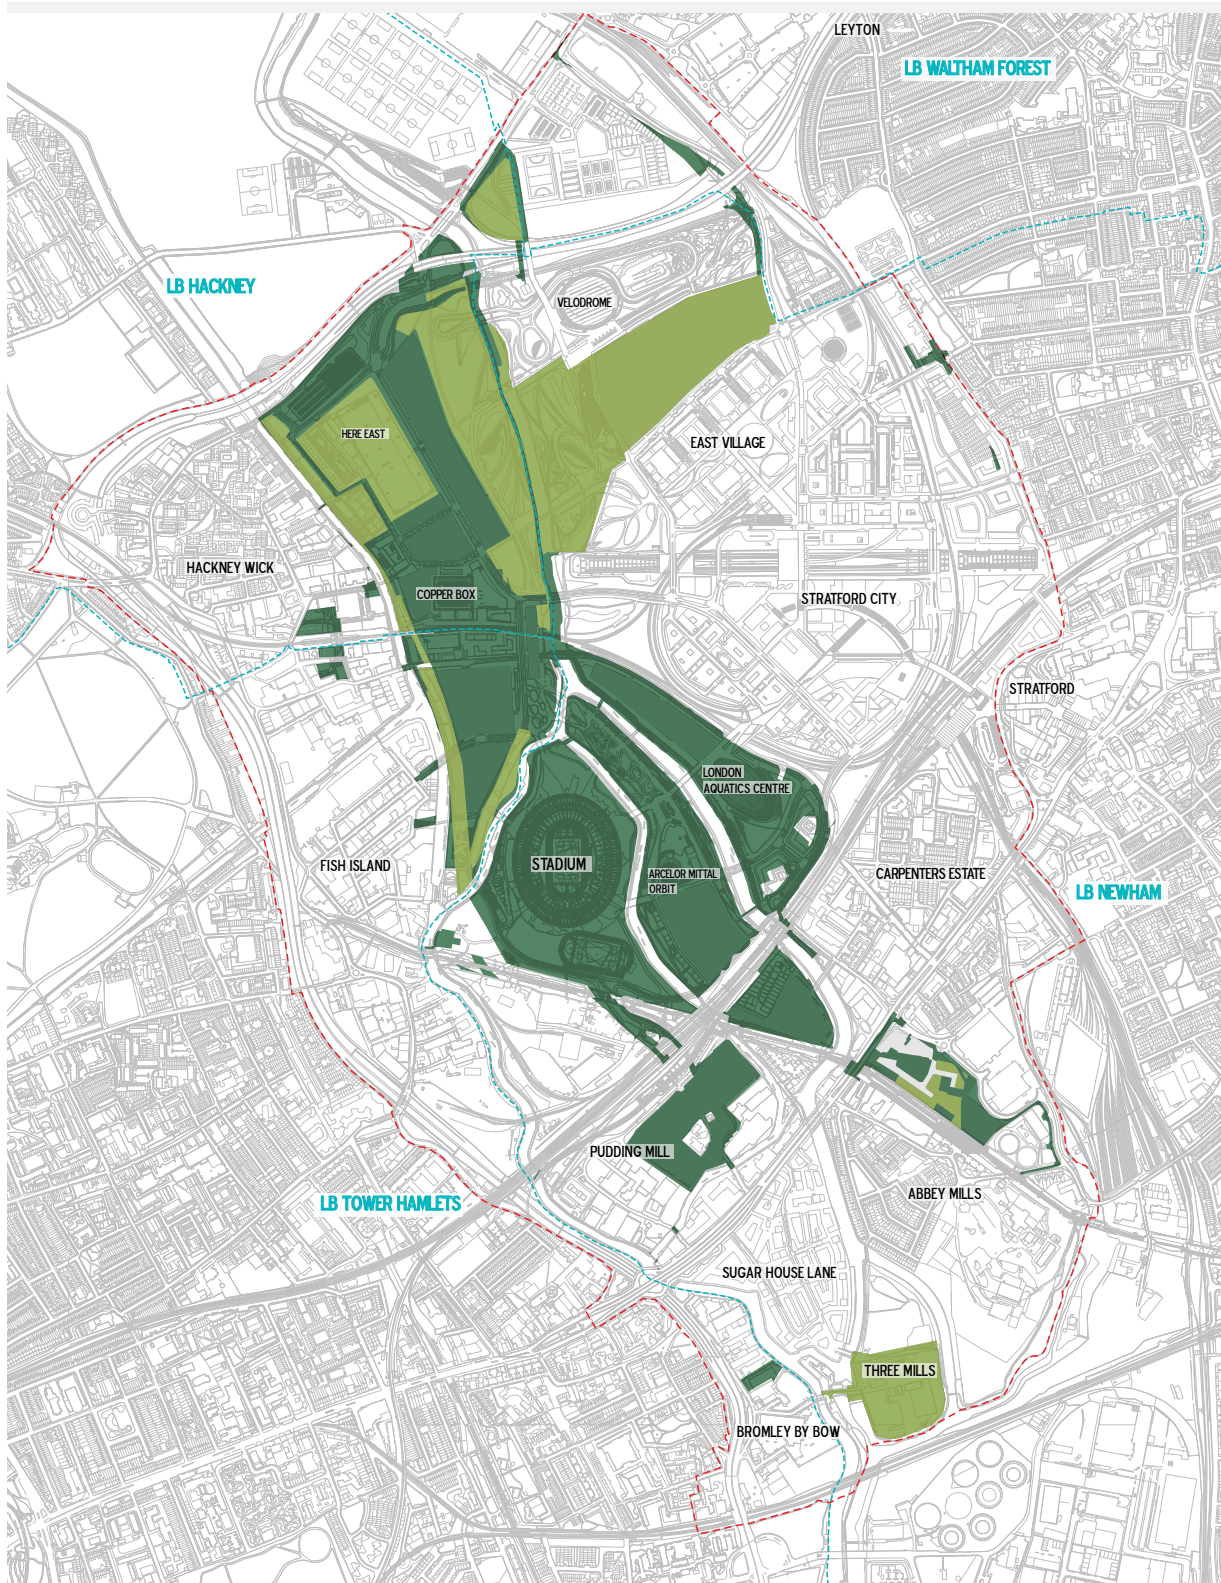 LEYTON
LB WALTHAM FOREST
LB HACKNEY
VELODROME
HERE EAST
EAST VILLAGE
HACKNEY WICK
COPPER BOX
STRATFORD CITY
STRATFORD
LONDON
AQUATICS CENTRE
STADIUM
FISH ISLAND
ARCELOR MITTAL
ORBIT
CARPENTERS ESTATE
LB NEWHAM
PUDDING MILL
ABBEY MILLS
LB TOWER HAMLETS
SUGAR HOUSE LANE
THREE MILLS
BROMLEY BY BOW